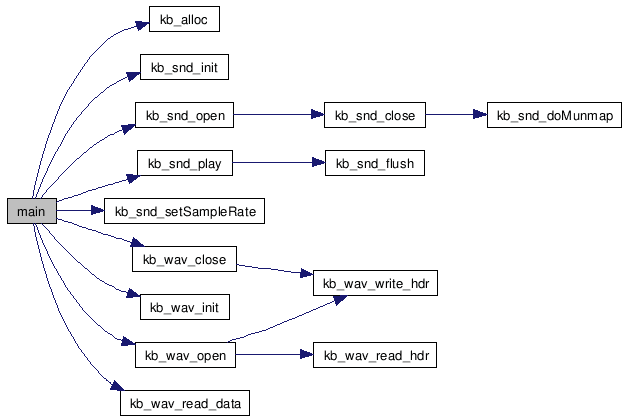 kb_alloc
kb_snd_init
kb_snd_open
kb_snd_close
kb_snd_doMunmap
kb_snd_play
kb_snd_flush
main
kb_snd_setSampleRate
kb_wav_close
kb_wav_write_hdr
kb_wav_init
kb_wav_open
kb_wav_read_hdr
kb_wav_read_data